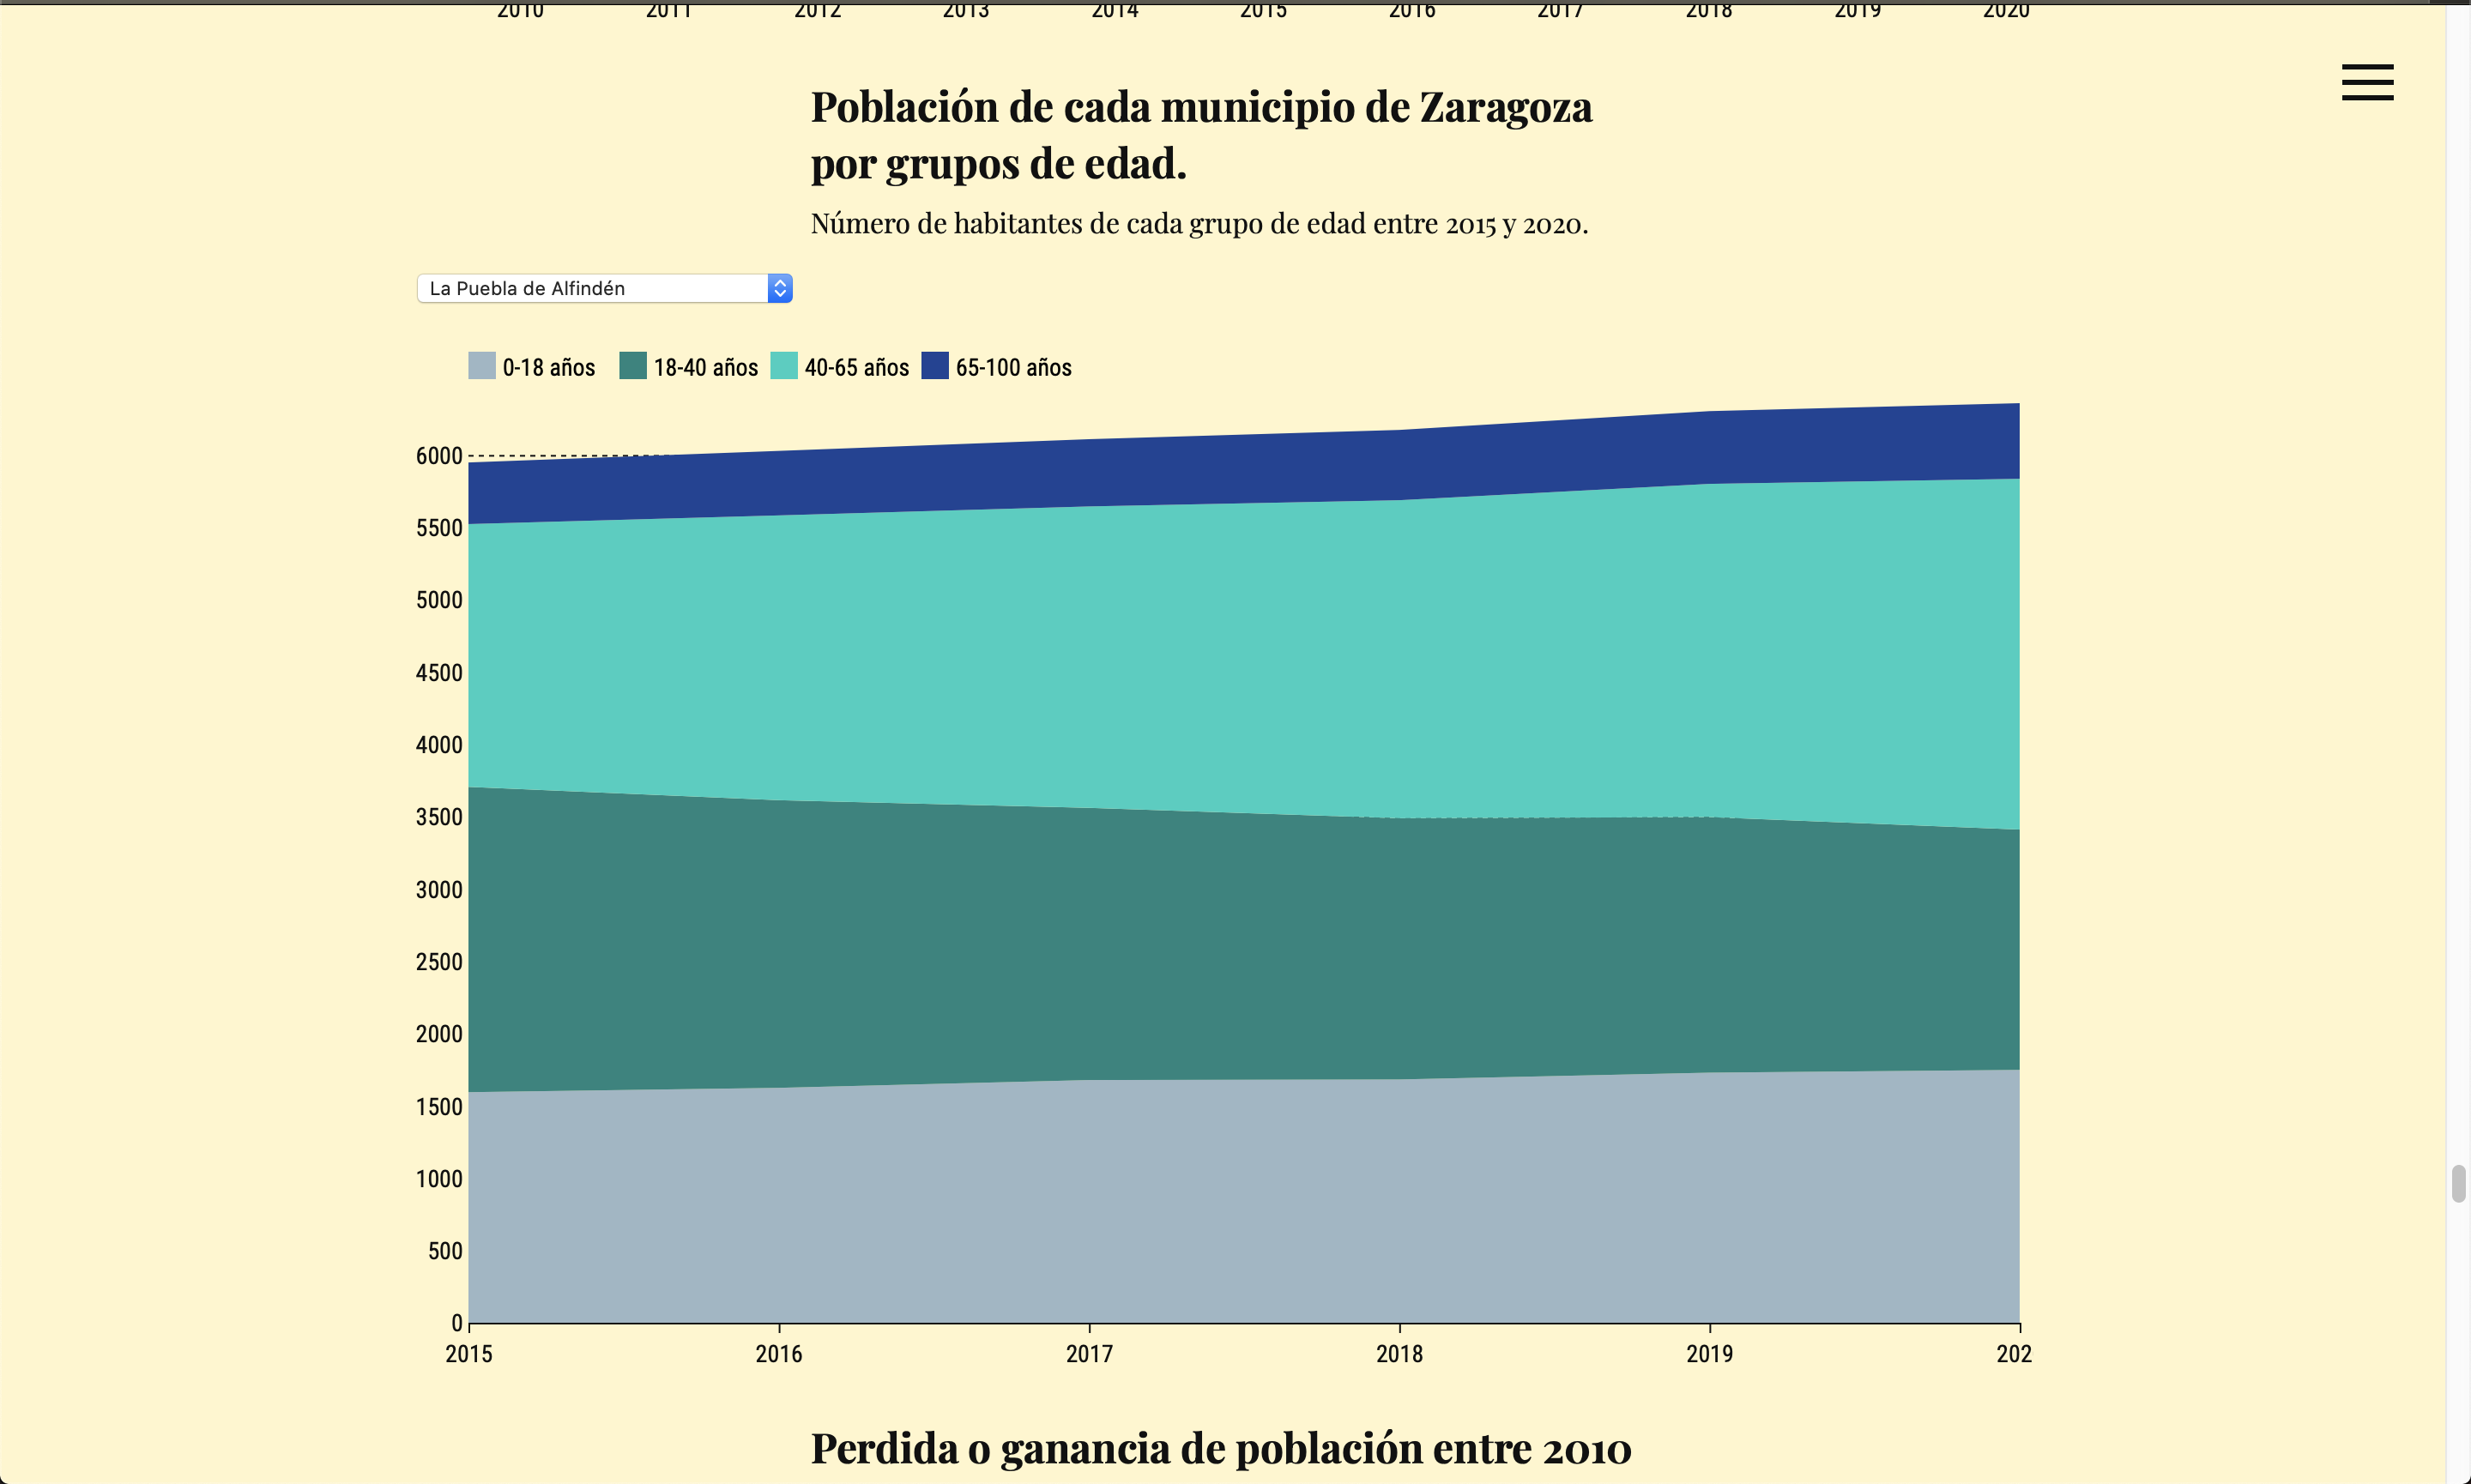 2010 2011 2012 2013 2014 2015 2016 2017 2018 2019 2020
Población de cada municipio de Zaragoza
por grupos de edad.
Número de habitantes de cada grupo de edad entre 2015 y 2020.
La Puebla de Alfindén
0-18 años 18-40 años 40-65 años 65-100 años
6000
5500
5000
4500
4000
3500
3000
2500
2000
1500
1000
500
0
2015 2016 2017 2018 2019 202
Perdida o ganancia de población entre 2010